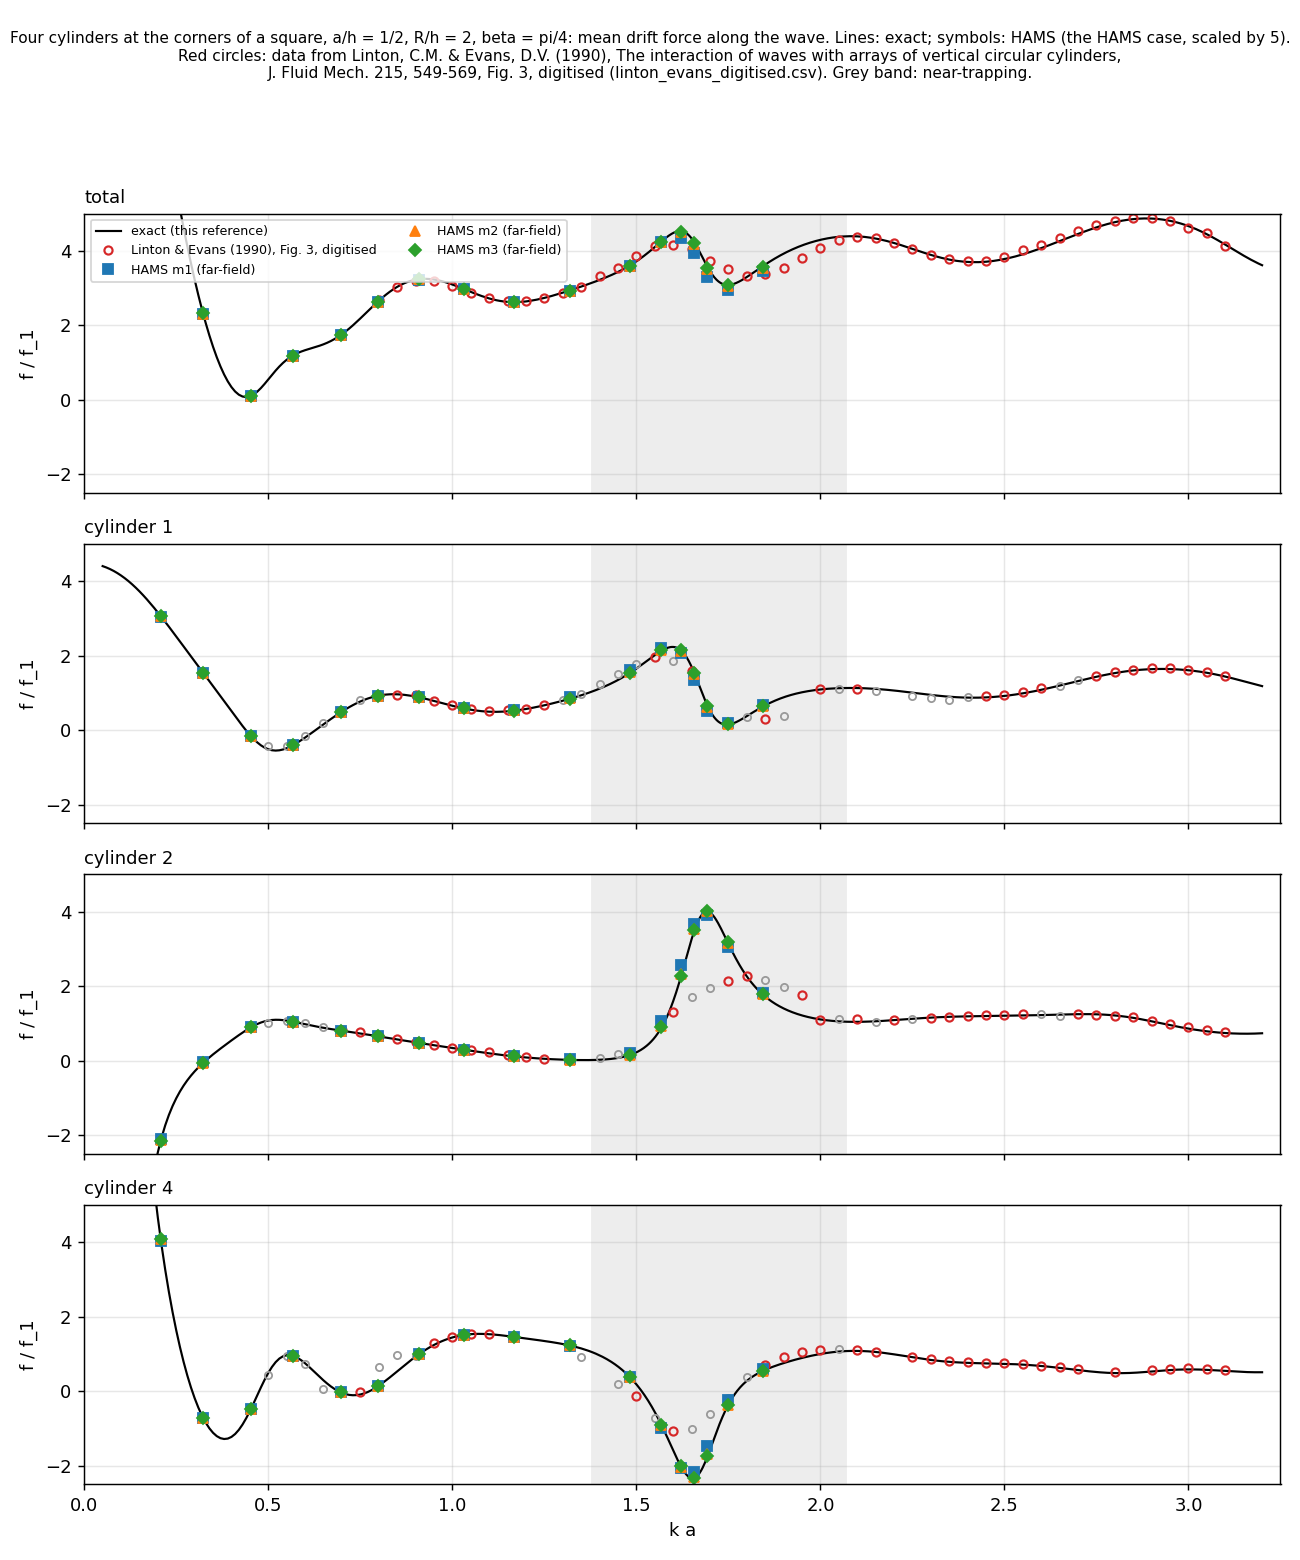 Four cylinders at the corners of a square, a/h = 1/2, R/h = 2, beta = pi/4: mean drift force along the wave. Lines: exact; symbols: HAMS (the HAMS case, scaled by 5).
Red circles: data from Linton, C.M. & Evans, D.V. (1990), The interaction of waves with arrays of vertical circular cylinders,
J. Fluid Mech. 215, 549-569, Fig. 3, digitised (linton_evans_digitised.csv). Grey band: near-trapping.
total
exact (this reference)
Linton & Evans (1990), Fig. 3, digitised
HAMS m1 (far-field)
HAMS m2 (far-field)
HAMS m3 (far-field)
4
2
0
−2
f / f_1
cylinder 1
4
2
0
−2
f / f_1
cylinder 2
4
2
0
−2
f / f_1
cylinder 4
4
2
0
−2
f / f_1
0.0 0.5 1.0 1.5 2.0 2.5 3.0
k a